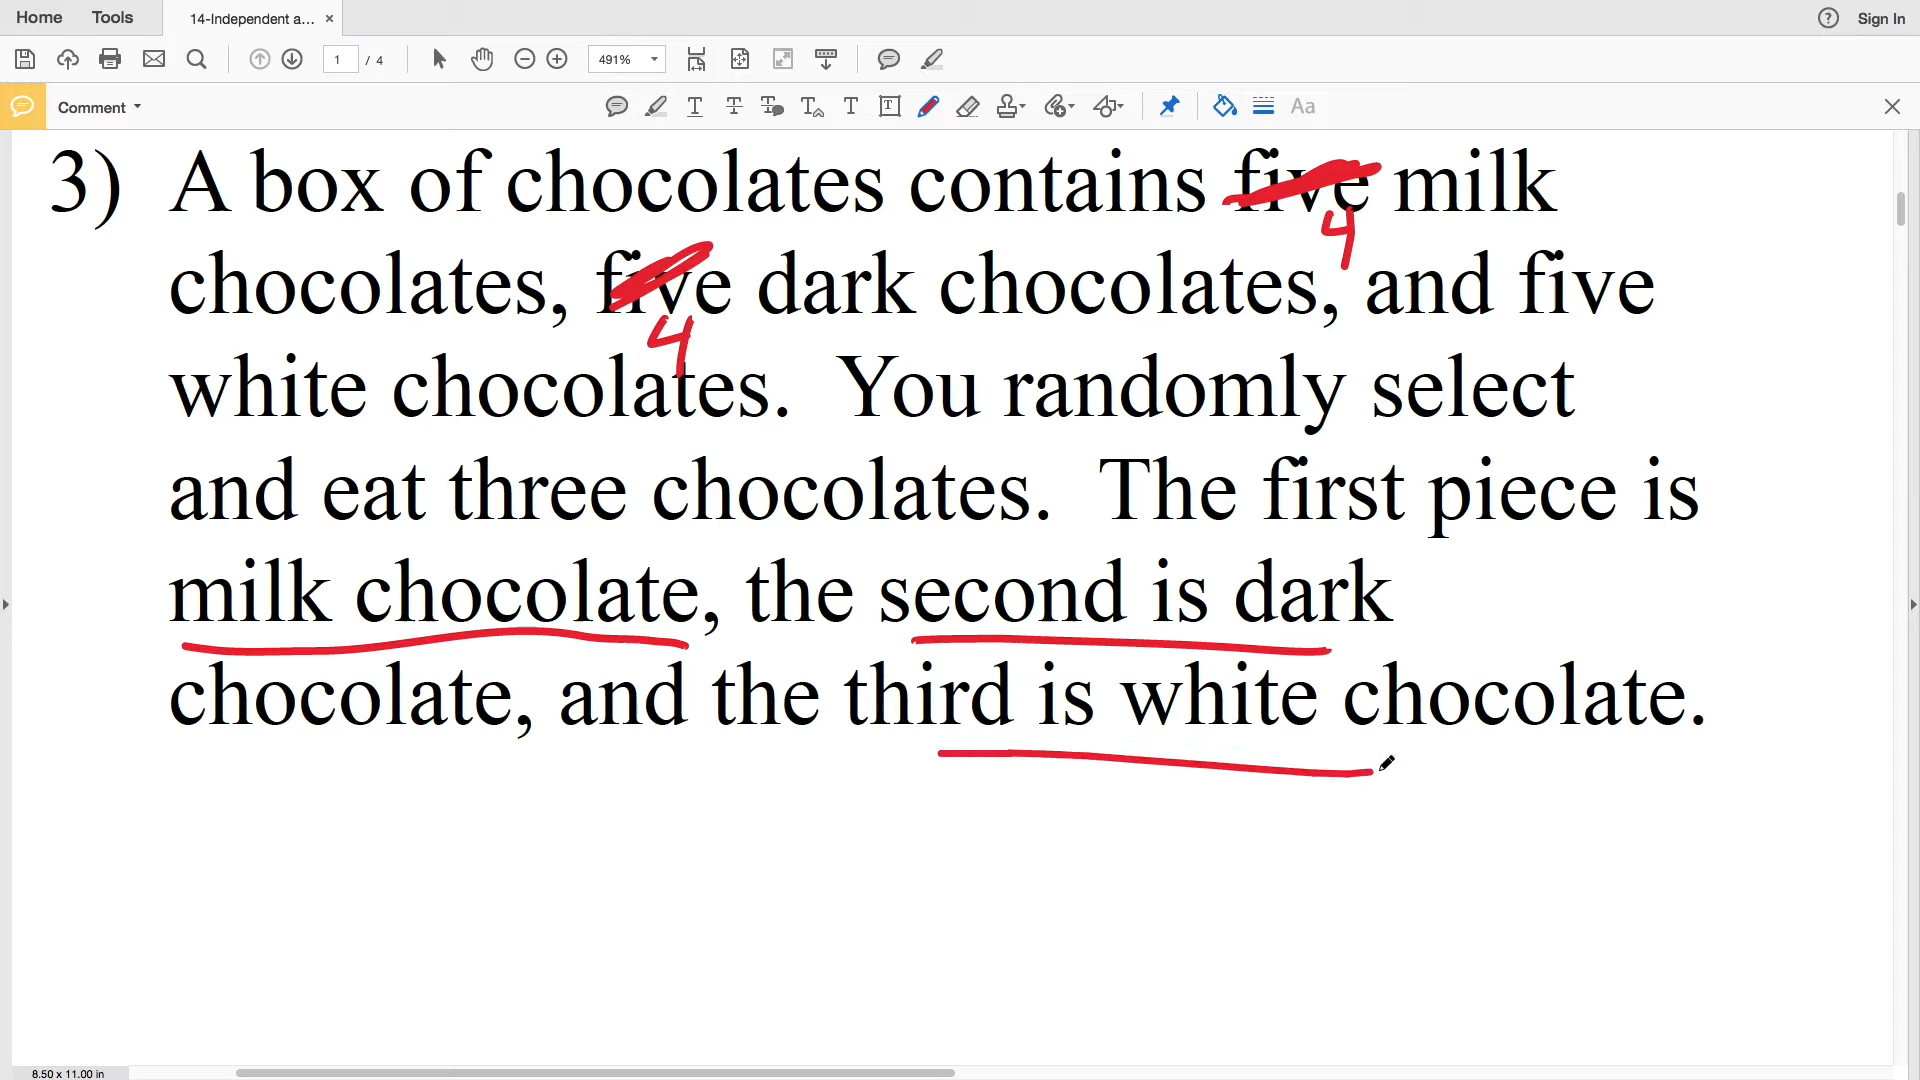 Home Tools 14-Independent a... × ? Sign In
1 / 4 491%
Comment Aa
3) A box of chocolates contains five milk
4
chocolates, five dark chocolates, and five
4
white chocolates. You randomly select
and eat three chocolates. The first piece is
milk chocolate, the second is dark
chocolate, and the third is white chocolate.
8.50 x 11.00 in